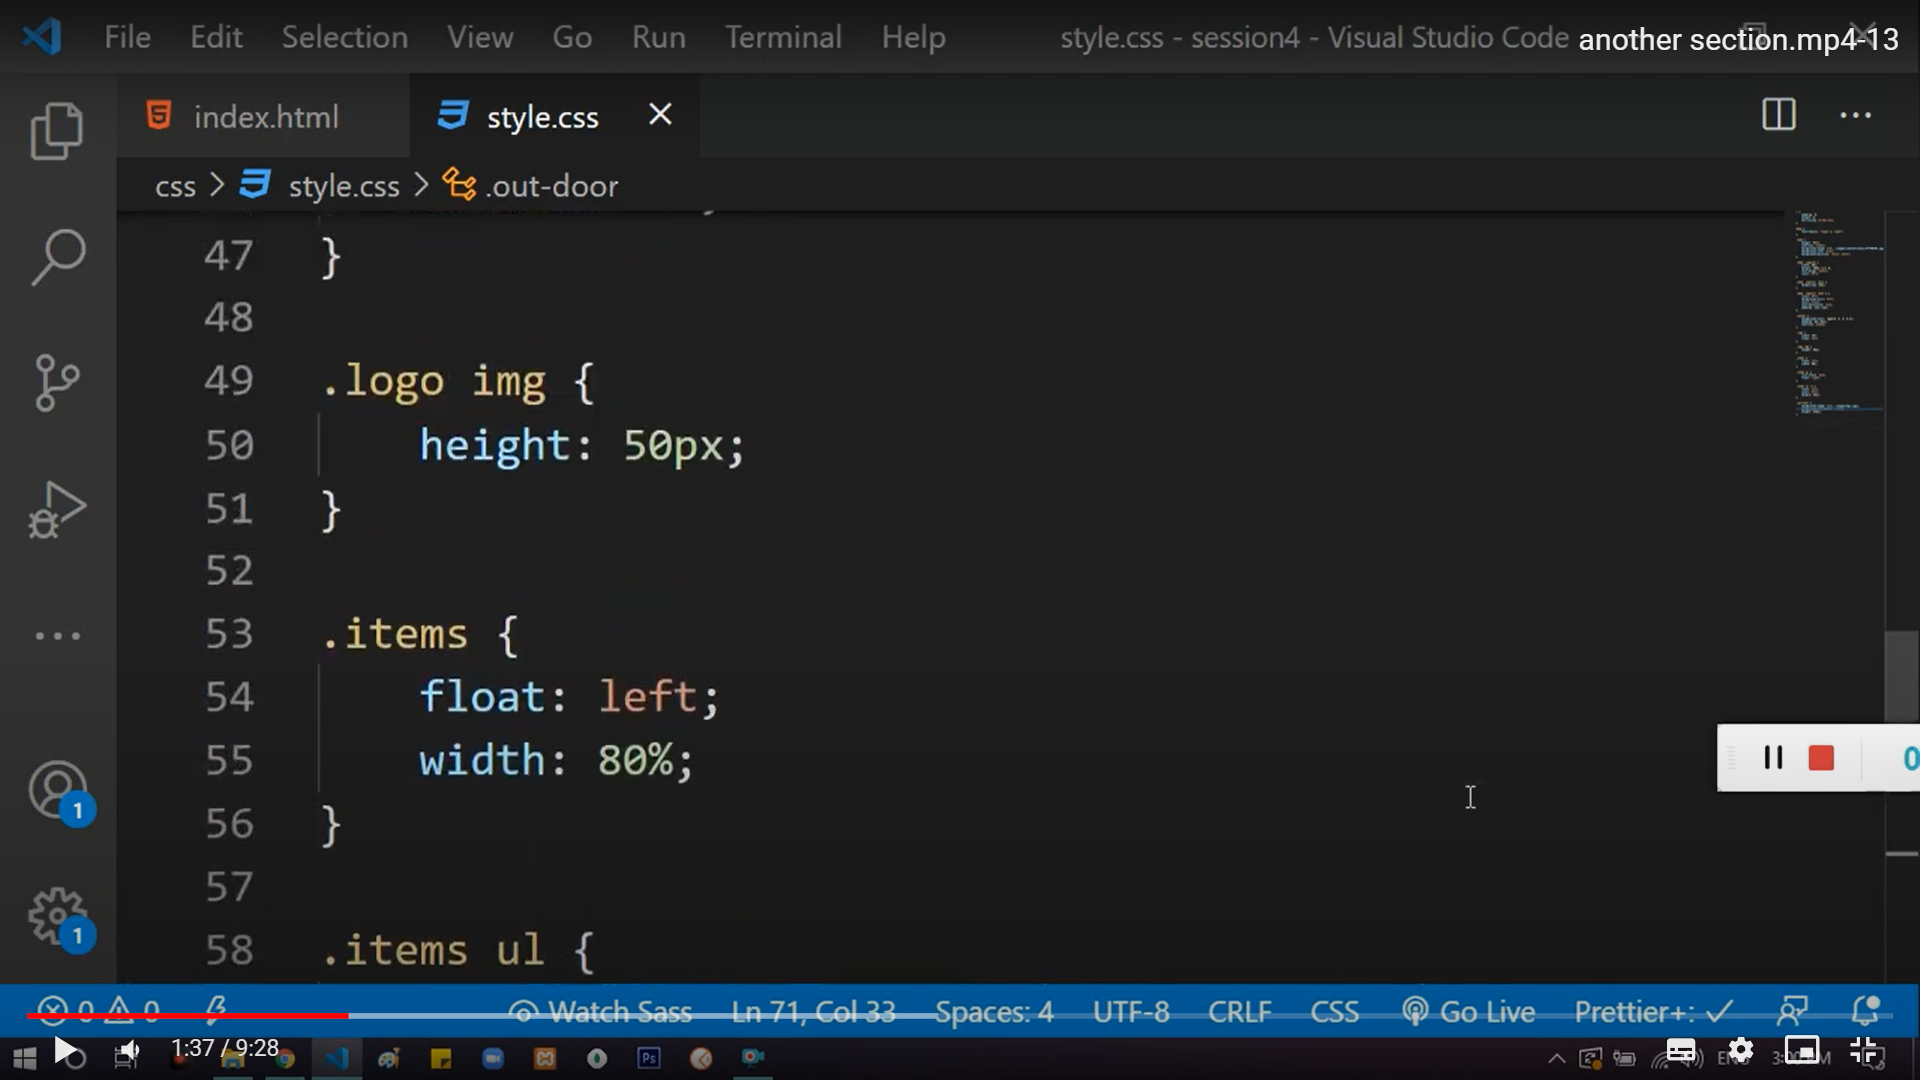 File Edit Selection View Go Run Terminal Help style.css - session4 - Visual Studio Code another section.mp4-13
index.html style.css
css > style.css > .out-door
47 }
48
49 .logo img {
50 height: 50px;
51 }
52
53 .items {
54 float: left;
55 width: 80%;
56 }
57
58 .items ul {
1
1
0
0 0 Watch Sass Ln 71, Col 33 Spaces: 4 UTF-8 CRLF CSS Go Live Prettier+:
1:37 / 9:28 Ps